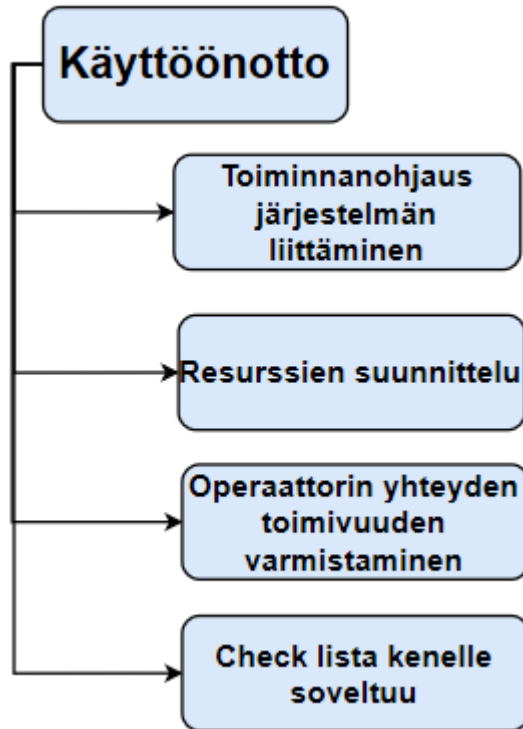 Käyttöönotto
Toiminnanohjaus
järjestelmän
liittäminen
Resurssien suunnittelu
Operaattorin yhteyden
toimivuuden
varmistaminen
Check lista kenelle
soveltuu